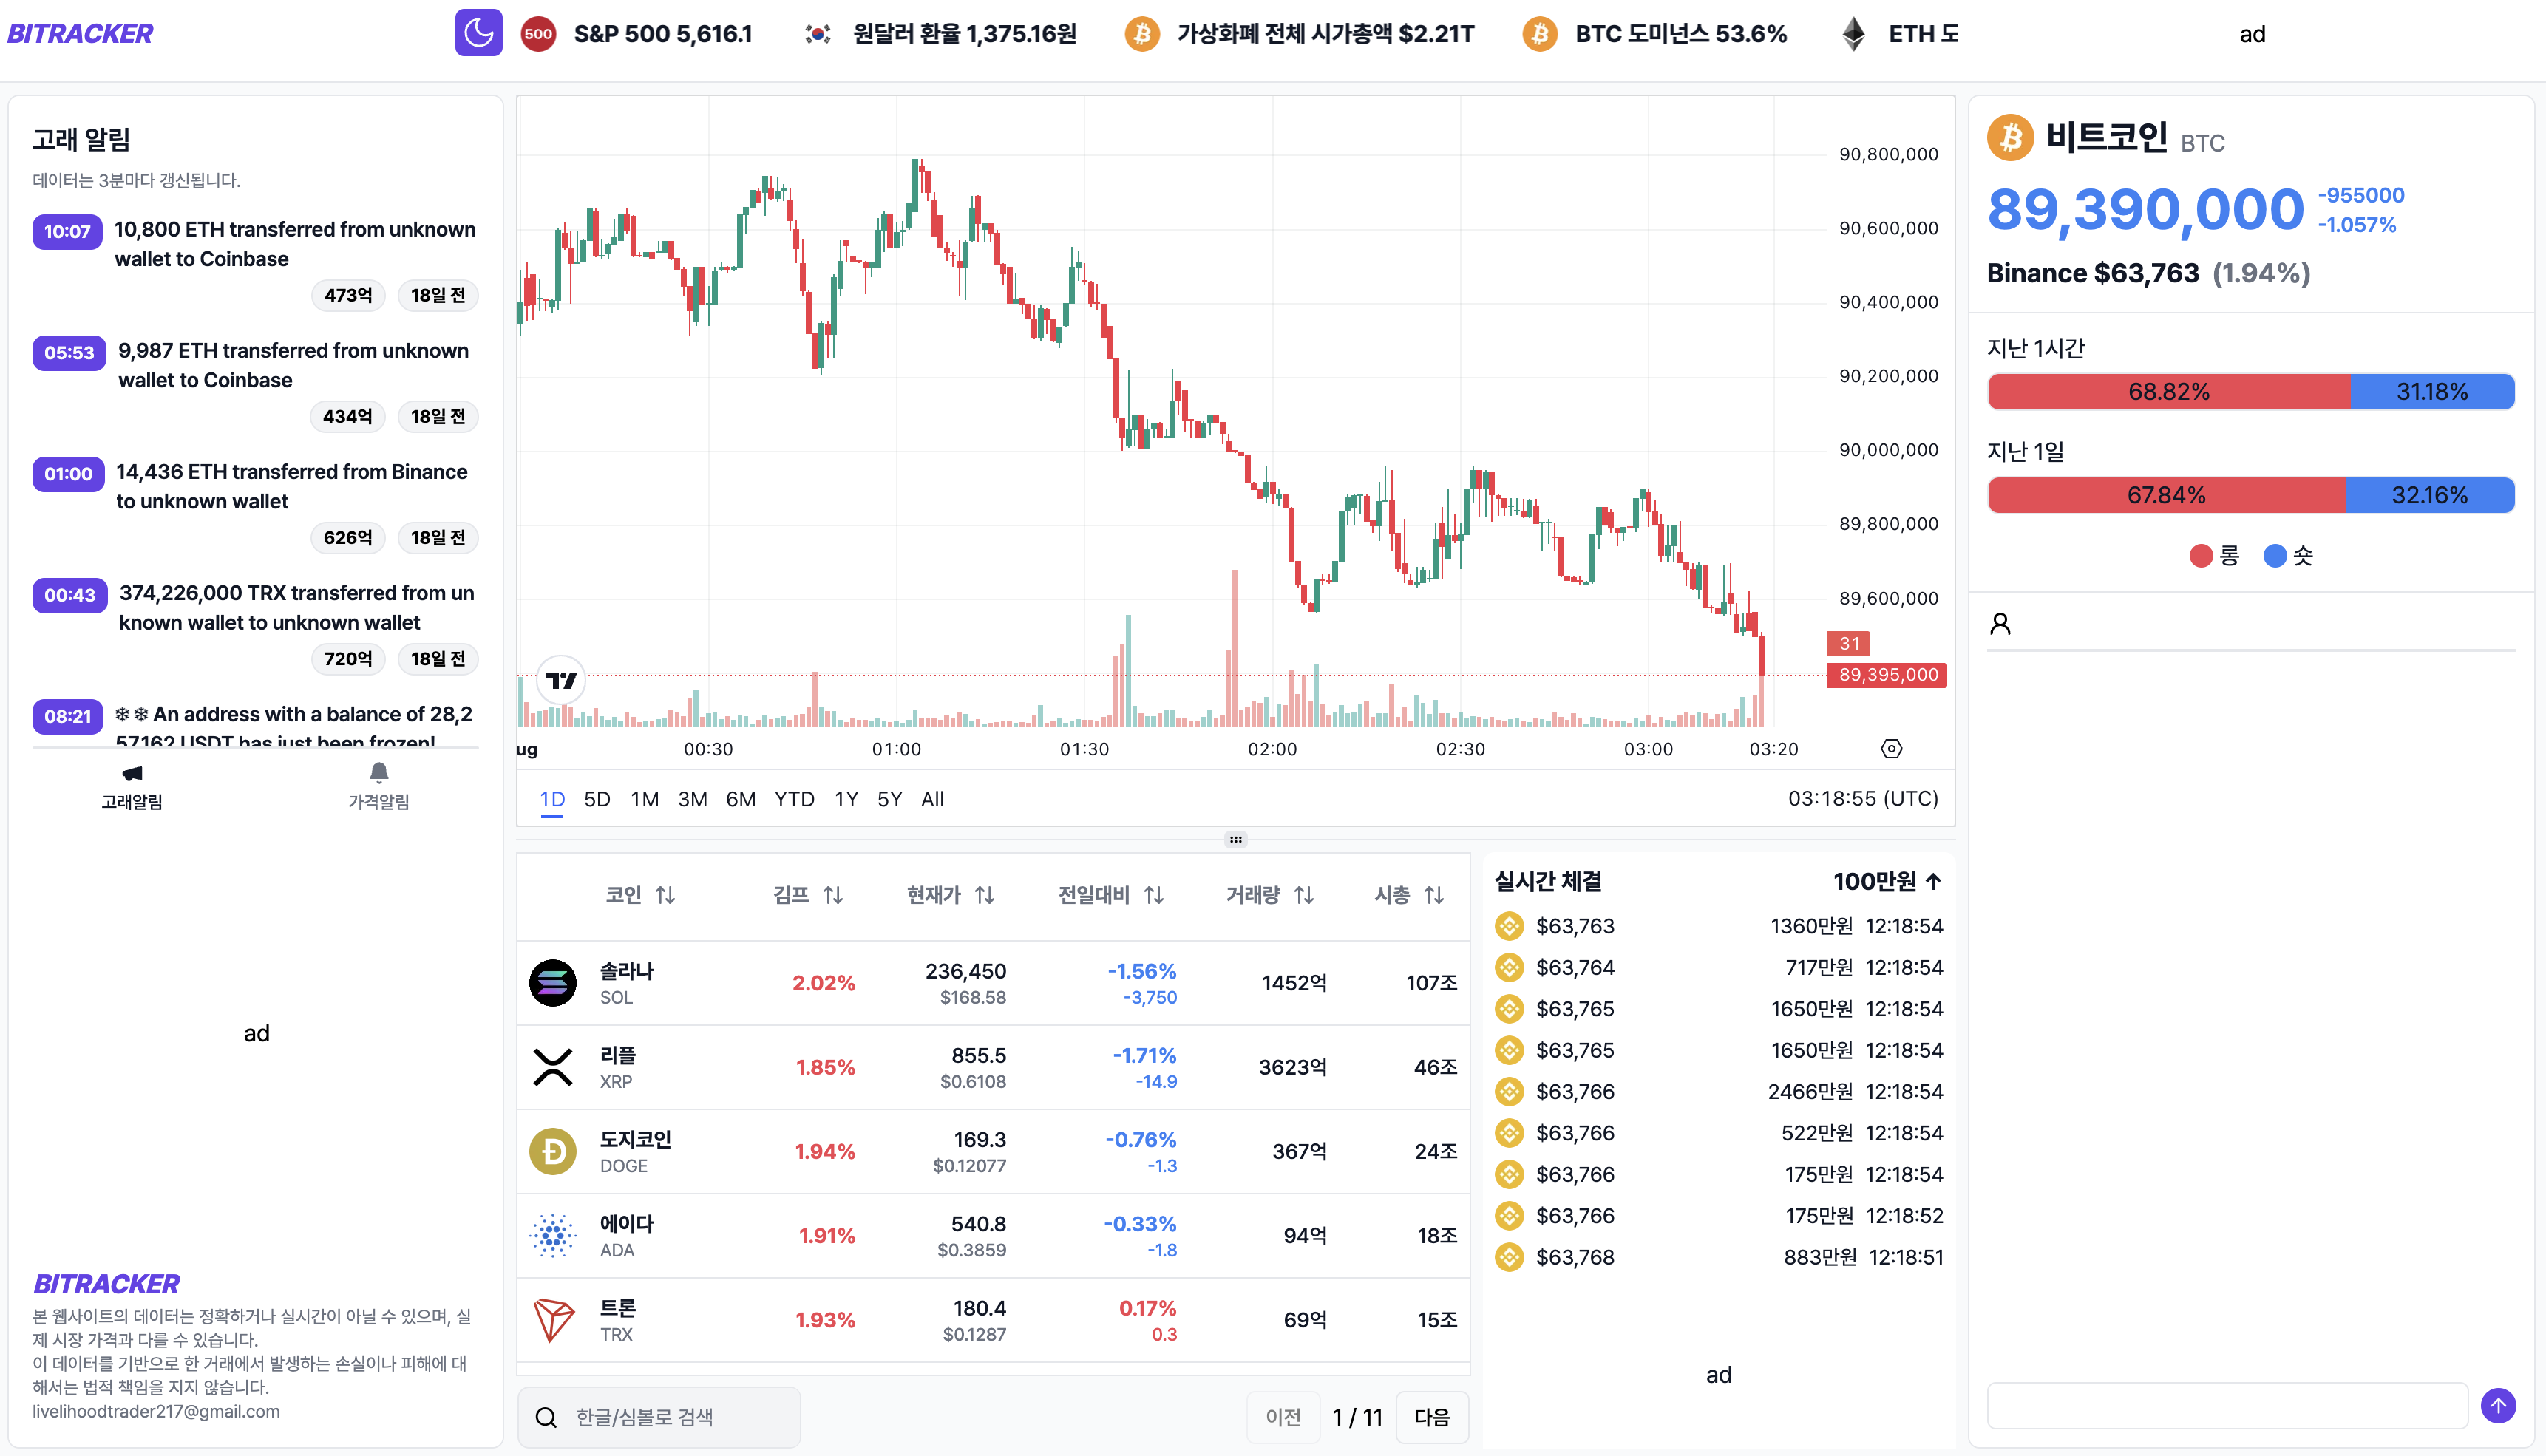 BITRACKER
500 S&P 500 5,616.1
원달러 환율 1,375.16원
가상화폐 전체 시가총액 $2.21T
BTC 도미넌스 53.6%
ETH 도
ad
고래 알림
데이터는 3분마다 갱신됩니다.
10:07 10,800 ETH transferred from unknown
wallet to Coinbase
473억 18일 전
05:53 9,987 ETH transferred from unknown
wallet to Coinbase
434억 18일 전
01:00 14,436 ETH transferred from Binance
to unknown wallet
626억 18일 전
00:43 374,226,000 TRX transferred from un
known wallet to unknown wallet
720억 18일 전
08:21 ❄❄ An address with a balance of 28,2
57,162 USDT has just been frozen!
고래알림 가격알림
ad
BITRACKER
본 웹사이트의 데이터는 정확하거나 실시간이 아닐 수 있으며, 실
제 시장 가격과 다를 수 있습니다.
이 데이터를 기반으로 한 거래에서 발생하는 손실이나 피해에 대
해서는 법적 책임을 지지 않습니다.
livelihoodtrader217@gmail.com
90,800,000
90,600,000
90,400,000
90,200,000
90,000,000
89,800,000
89,600,000
31
89,395,000
ug 00:30 01:00 01:30 02:00 02:30 03:00 03:20
1D 5D 1M 3M 6M YTD 1Y 5Y All 03:18:55 (UTC)
코인 김프 현재가 전일대비 거래량 시총
솔라나 236,450 -1.56%
2.02% 1452억 107조
SOL $168.58 -3,750
리플 855.5 -1.71%
1.85% 3623억 46조
XRP $0.6108 -14.9
도지코인 169.3 -0.76%
1.94% 367억 24조
DOGE $0.12077 -1.3
에이다 540.8 -0.33%
1.91% 94억 18조
ADA $0.3859 -1.8
트론 180.4 0.17%
1.93% 69억 15조
TRX $0.1287 0.3
한글/심볼로 검색 이전 1 / 11 다음
실시간 체결 100만원 ↑
$63,763 1360만원 12:18:54
$63,764 717만원 12:18:54
$63,765 1650만원 12:18:54
$63,765 1650만원 12:18:54
$63,766 2466만원 12:18:54
$63,766 522만원 12:18:54
$63,766 175만원 12:18:54
$63,766 175만원 12:18:52
$63,768 883만원 12:18:51
ad
비트코인 BTC
89,390,000 -955000
-1.057%
Binance $63,763 (1.94%)
지난 1시간
68.82% 31.18%
지난 1일
67.84% 32.16%
롱 숏